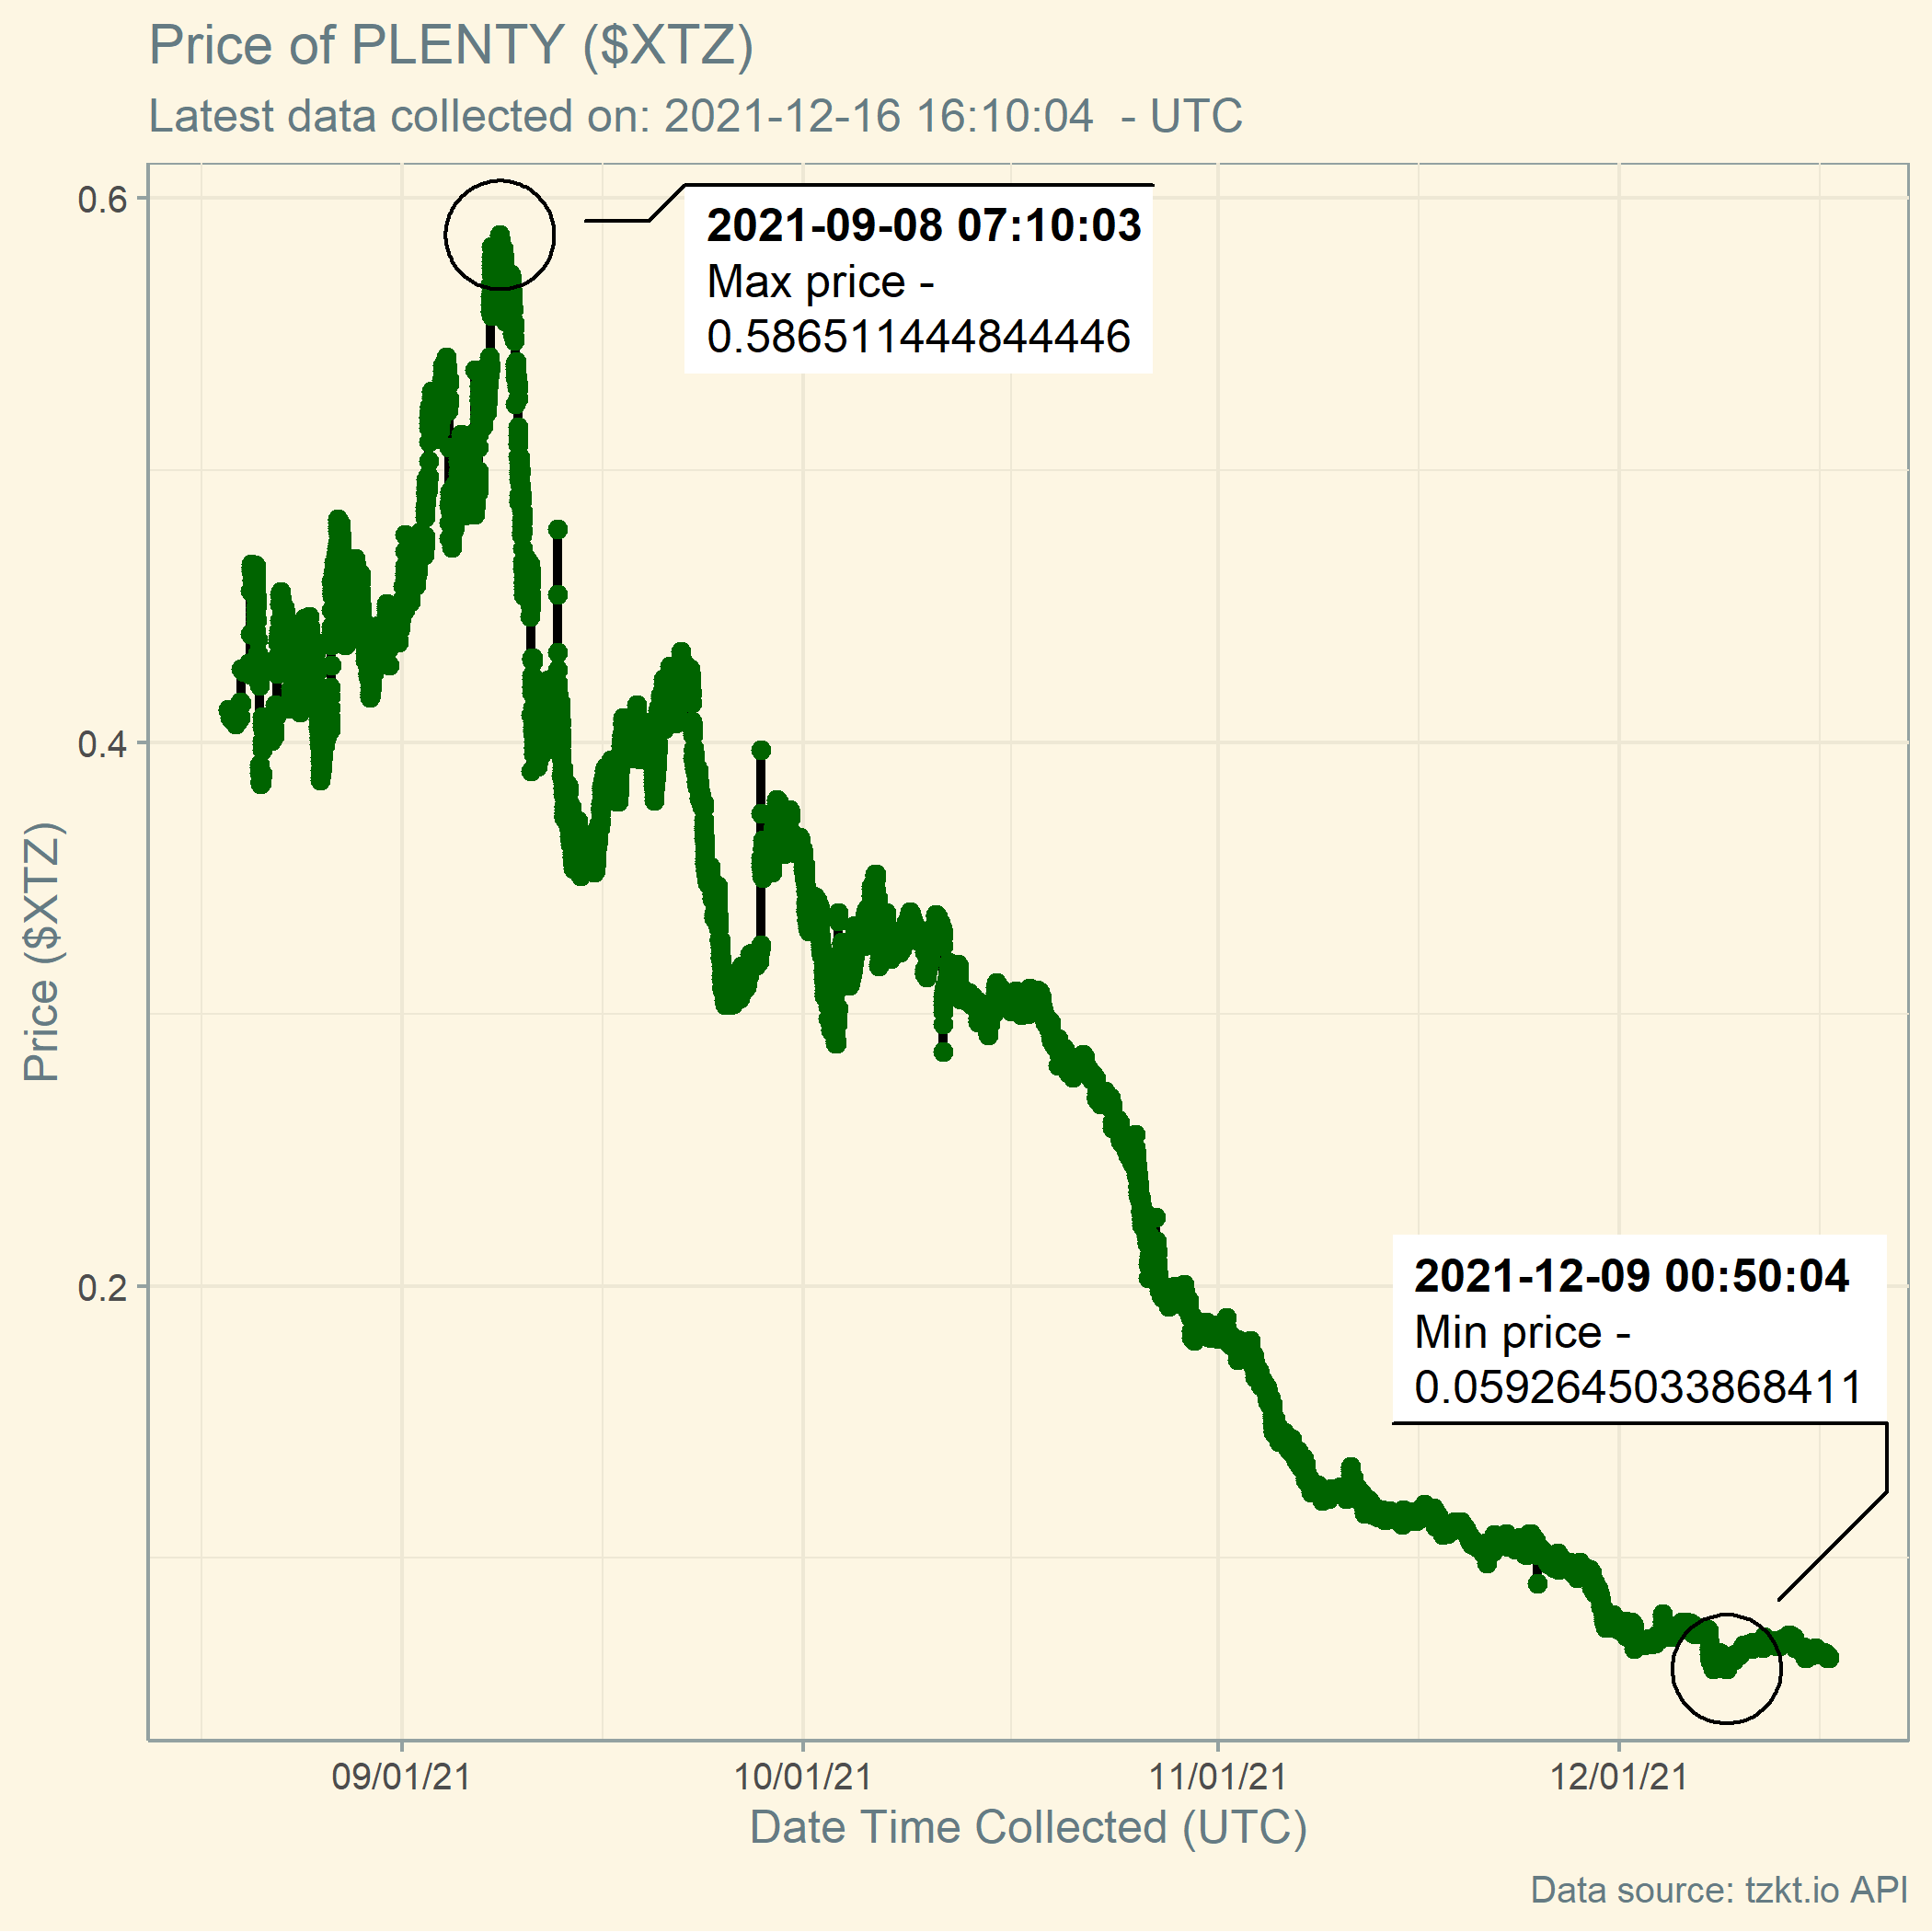 Price of PLENTY ($XTZ)
Latest data collected on: 2021-12-16 16:10:04  - UTC
0.6
2021-09-08 07:10:03
Max price -
0.586511444844446
0.4
Price ($XTZ)
0.2
2021-12-09 00:50:04
Min price -
0.0592645033868411
09/01/21
10/01/21
11/01/21
12/01/21
Date Time Collected (UTC)
Data source: tzkt.io API